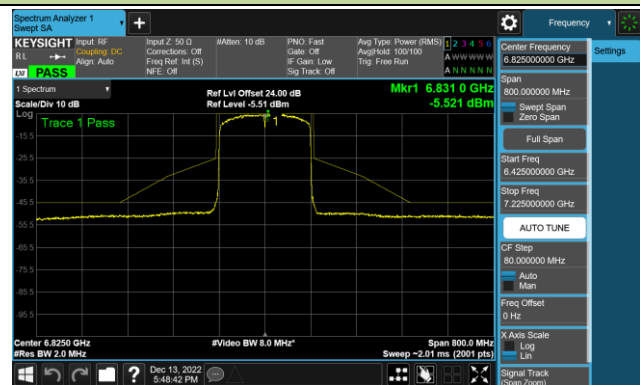 Spectrum Analyzer 1
Swept SA
Frequency
KEYSIGHT
Input: RF
Input Z: 50 Ω
#Atten: 10 dB
PNO: Fast
Avg Type: Power (RMS)
1 2 3 4 5 6
R L
Coupling: DC
Corrections: Off
Gate: Off
Avg|Hold: 100/100
A W W W W W
Align: Auto
Freq Ref: Int (S)
IF Gain: Low
Trig: Free Run
LXI
PASS
NFE: Off
Sig Track: Off
A N N N N N
1 Spectrum
Ref Lvl Offset 24.00 dB
Mkr1 6.831 0 GHz
Scale/Div 10 dB
Ref Level -5.51 dBm
-5.521 dBm
Log
Trace 1 Pass
1
-15.5
-25.5
-35.5
-45.5
-55.5
-65.5
-75.5
-85.5
-95.5
Center 6.8250 GHz
#Video BW 8.0 MHz*
Span 800.0 MHz
#Res BW 2.0 MHz
Sweep ~2.01 ms (2001 pts)
Dec 13, 2022
5:48:42 PM
Center Frequency
6.825000000 GHz
Settings
Span
800.000000 MHz
Swept Span
Zero Span
Full Span
Start Freq
6.425000000 GHz
Stop Freq
7.225000000 GHz
AUTO TUNE
CF Step
80.000000 MHz
Auto
Man
Freq Offset
0 Hz
X Axis Scale
Log
Lin
Signal Track
(Span Zoom)